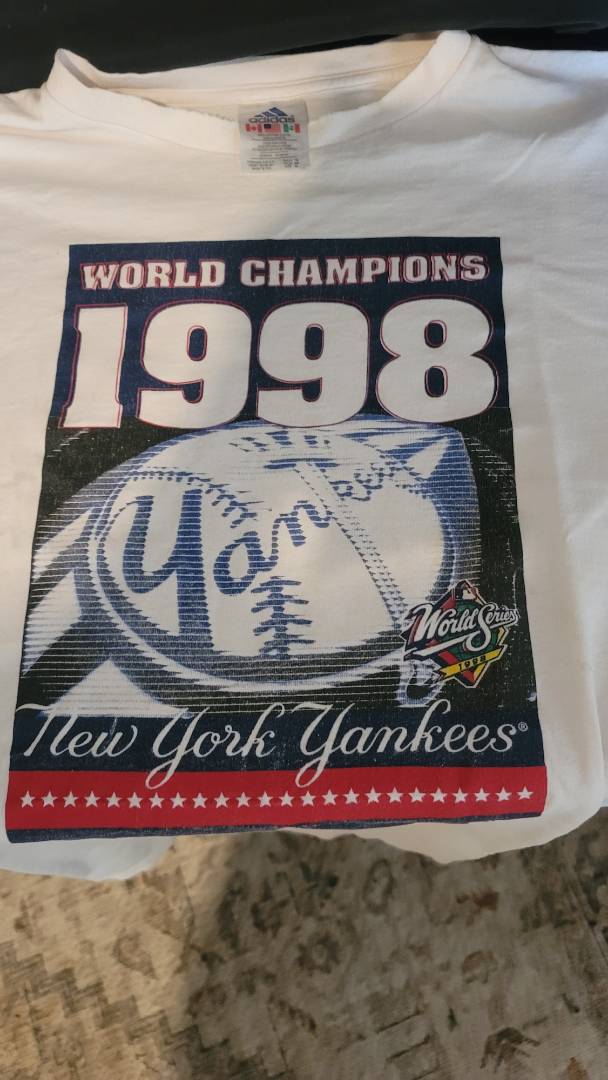 adidas
WORLD CHAMPIONS
1998
Yankees
World Series
1998
New York Yankees®